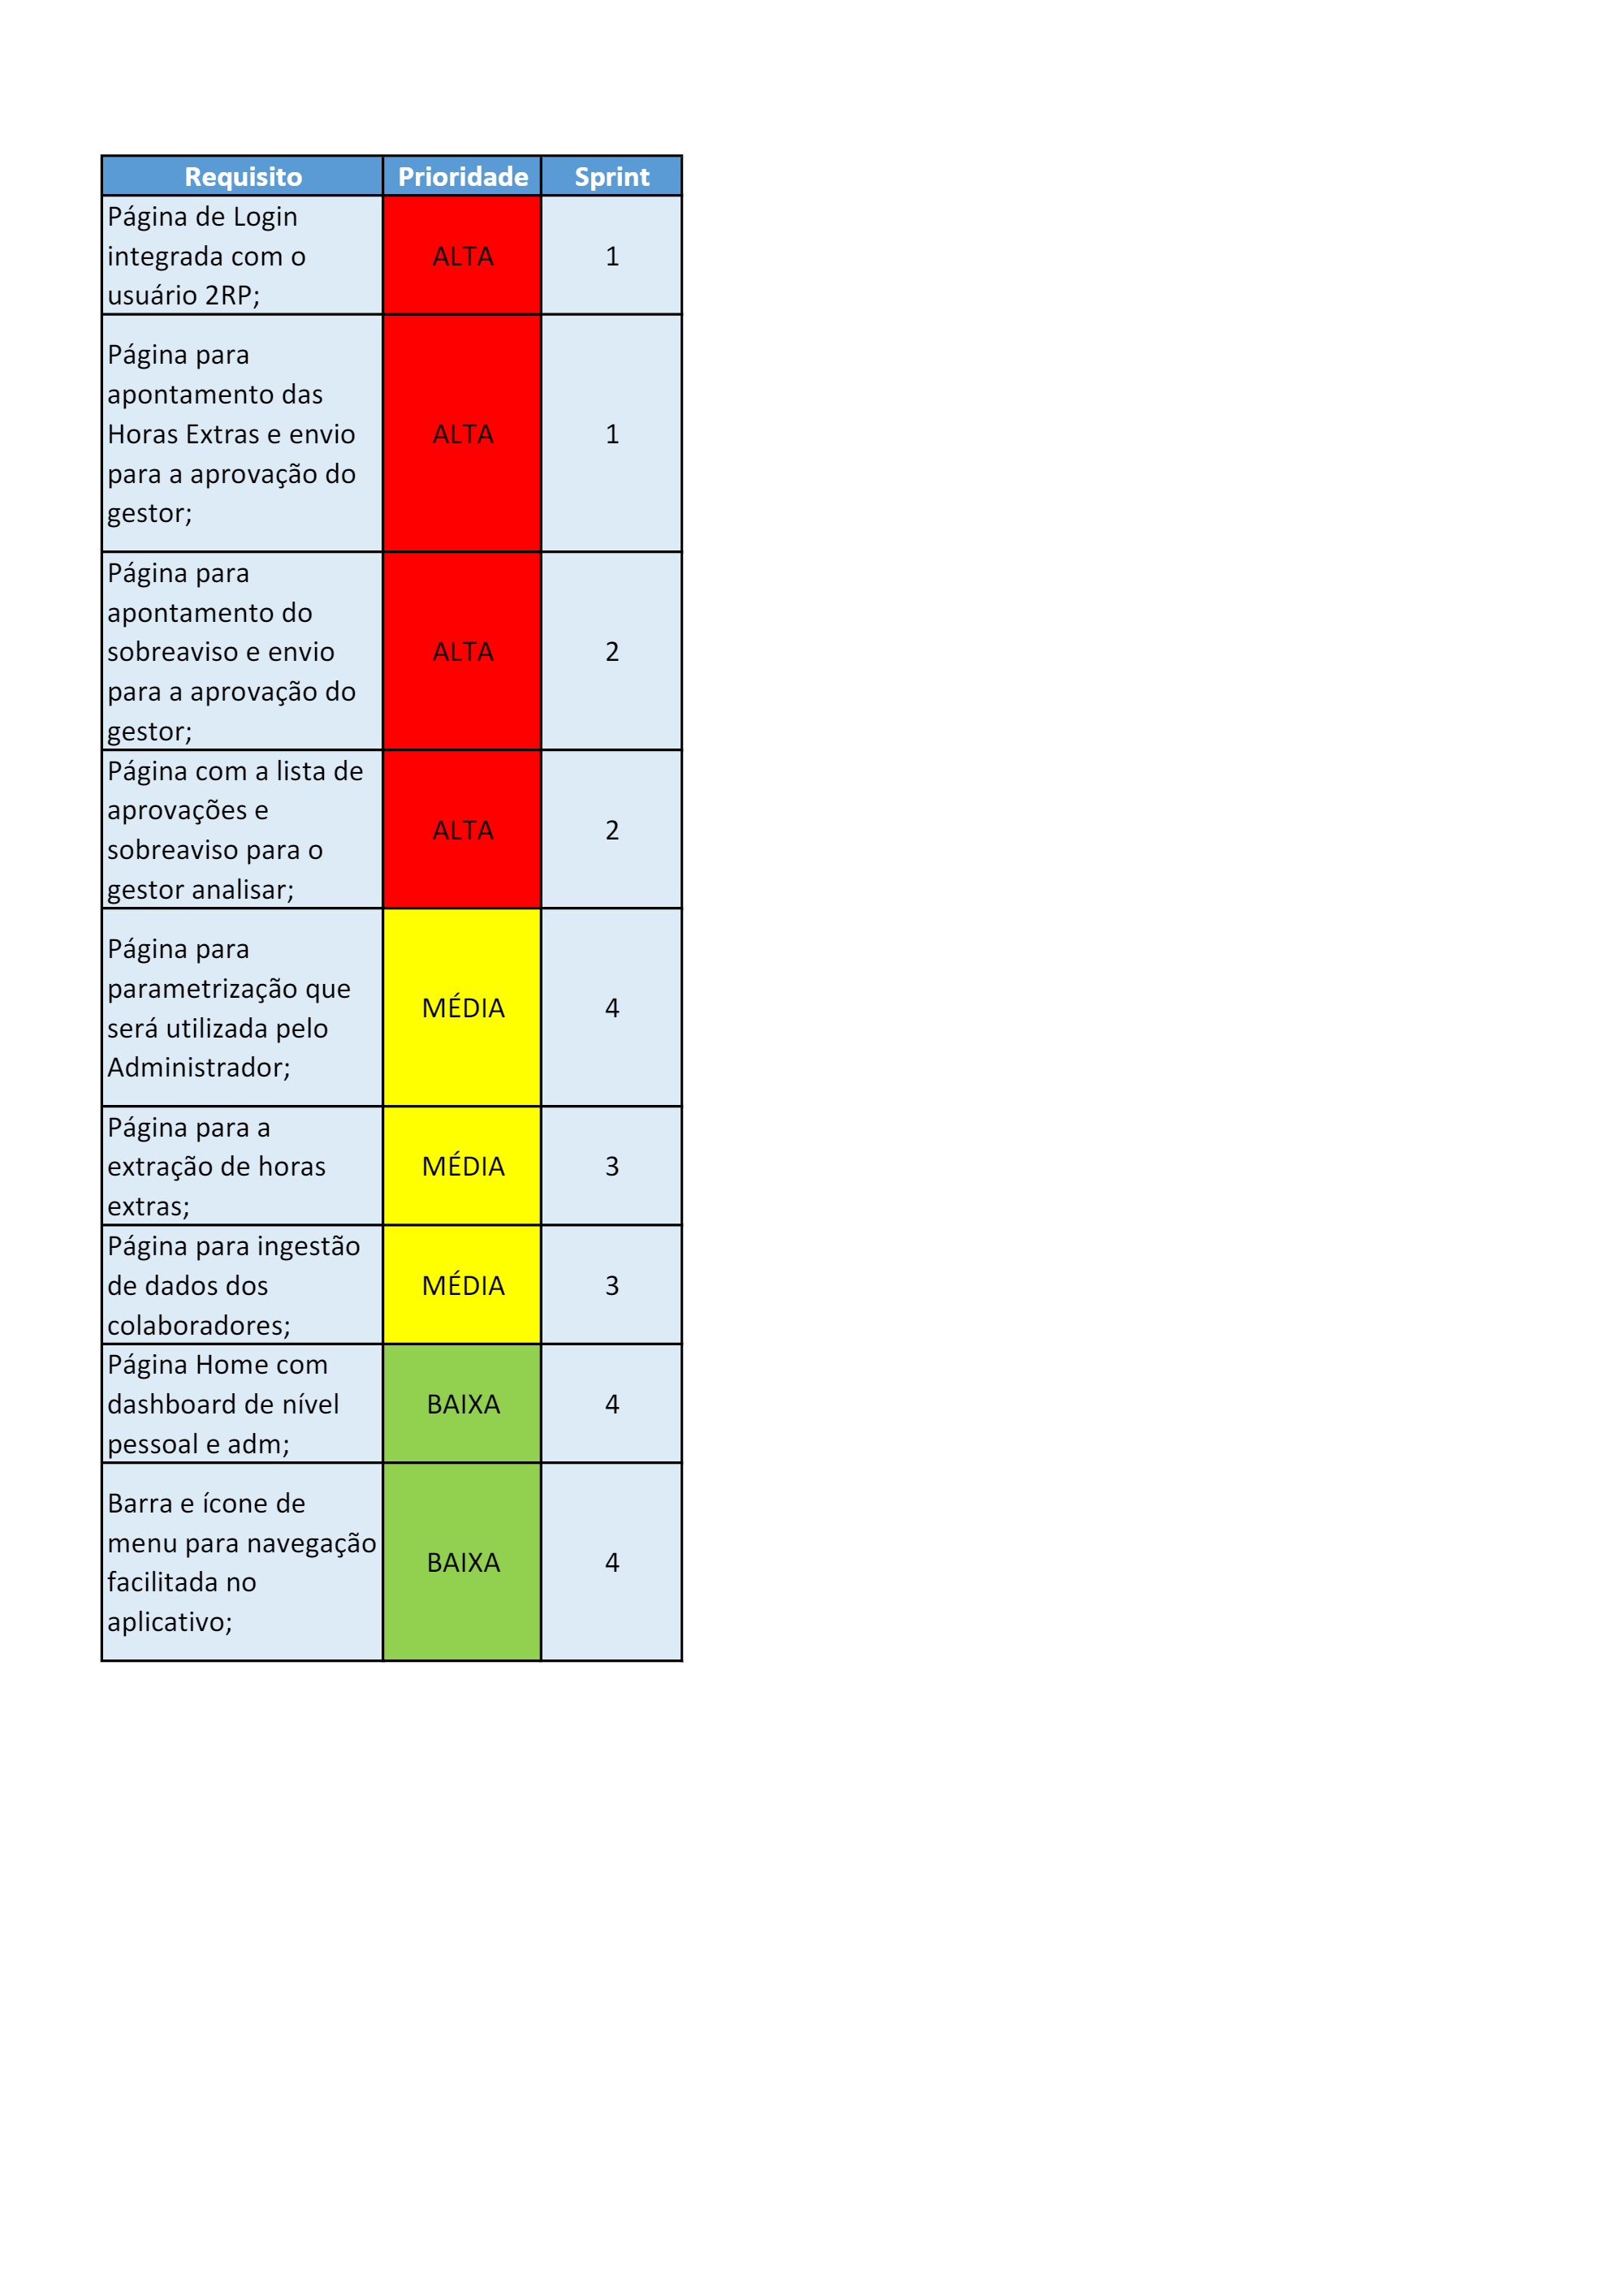 Requisito Prioridade Sprint
Página de Login
integrada com o
usuário 2RP;
ALTA
1
Página para
apontamento das
Horas Extras e envio
para a aprovação do
gestor;
ALTA
1
Página para
apontamento do
sobreaviso e envio
para a aprovação do
gestor;
ALTA
2
Página com a lista de
aprovações e
sobreaviso para o
gestor analisar;
ALTA
2
Página para
parametrização que
será utilizada pelo
Administrador;
MÉDIA
4
Página para a
extração de horas
extras;
MÉDIA
3
Página para ingestão
de dados dos
colaboradores;
MÉDIA
3
Página Home com
dashboard de nível
pessoal e adm;
BAIXA
4
Barra e ícone de
menu para navegação
facilitada no
aplicativo;
BAIXA
4